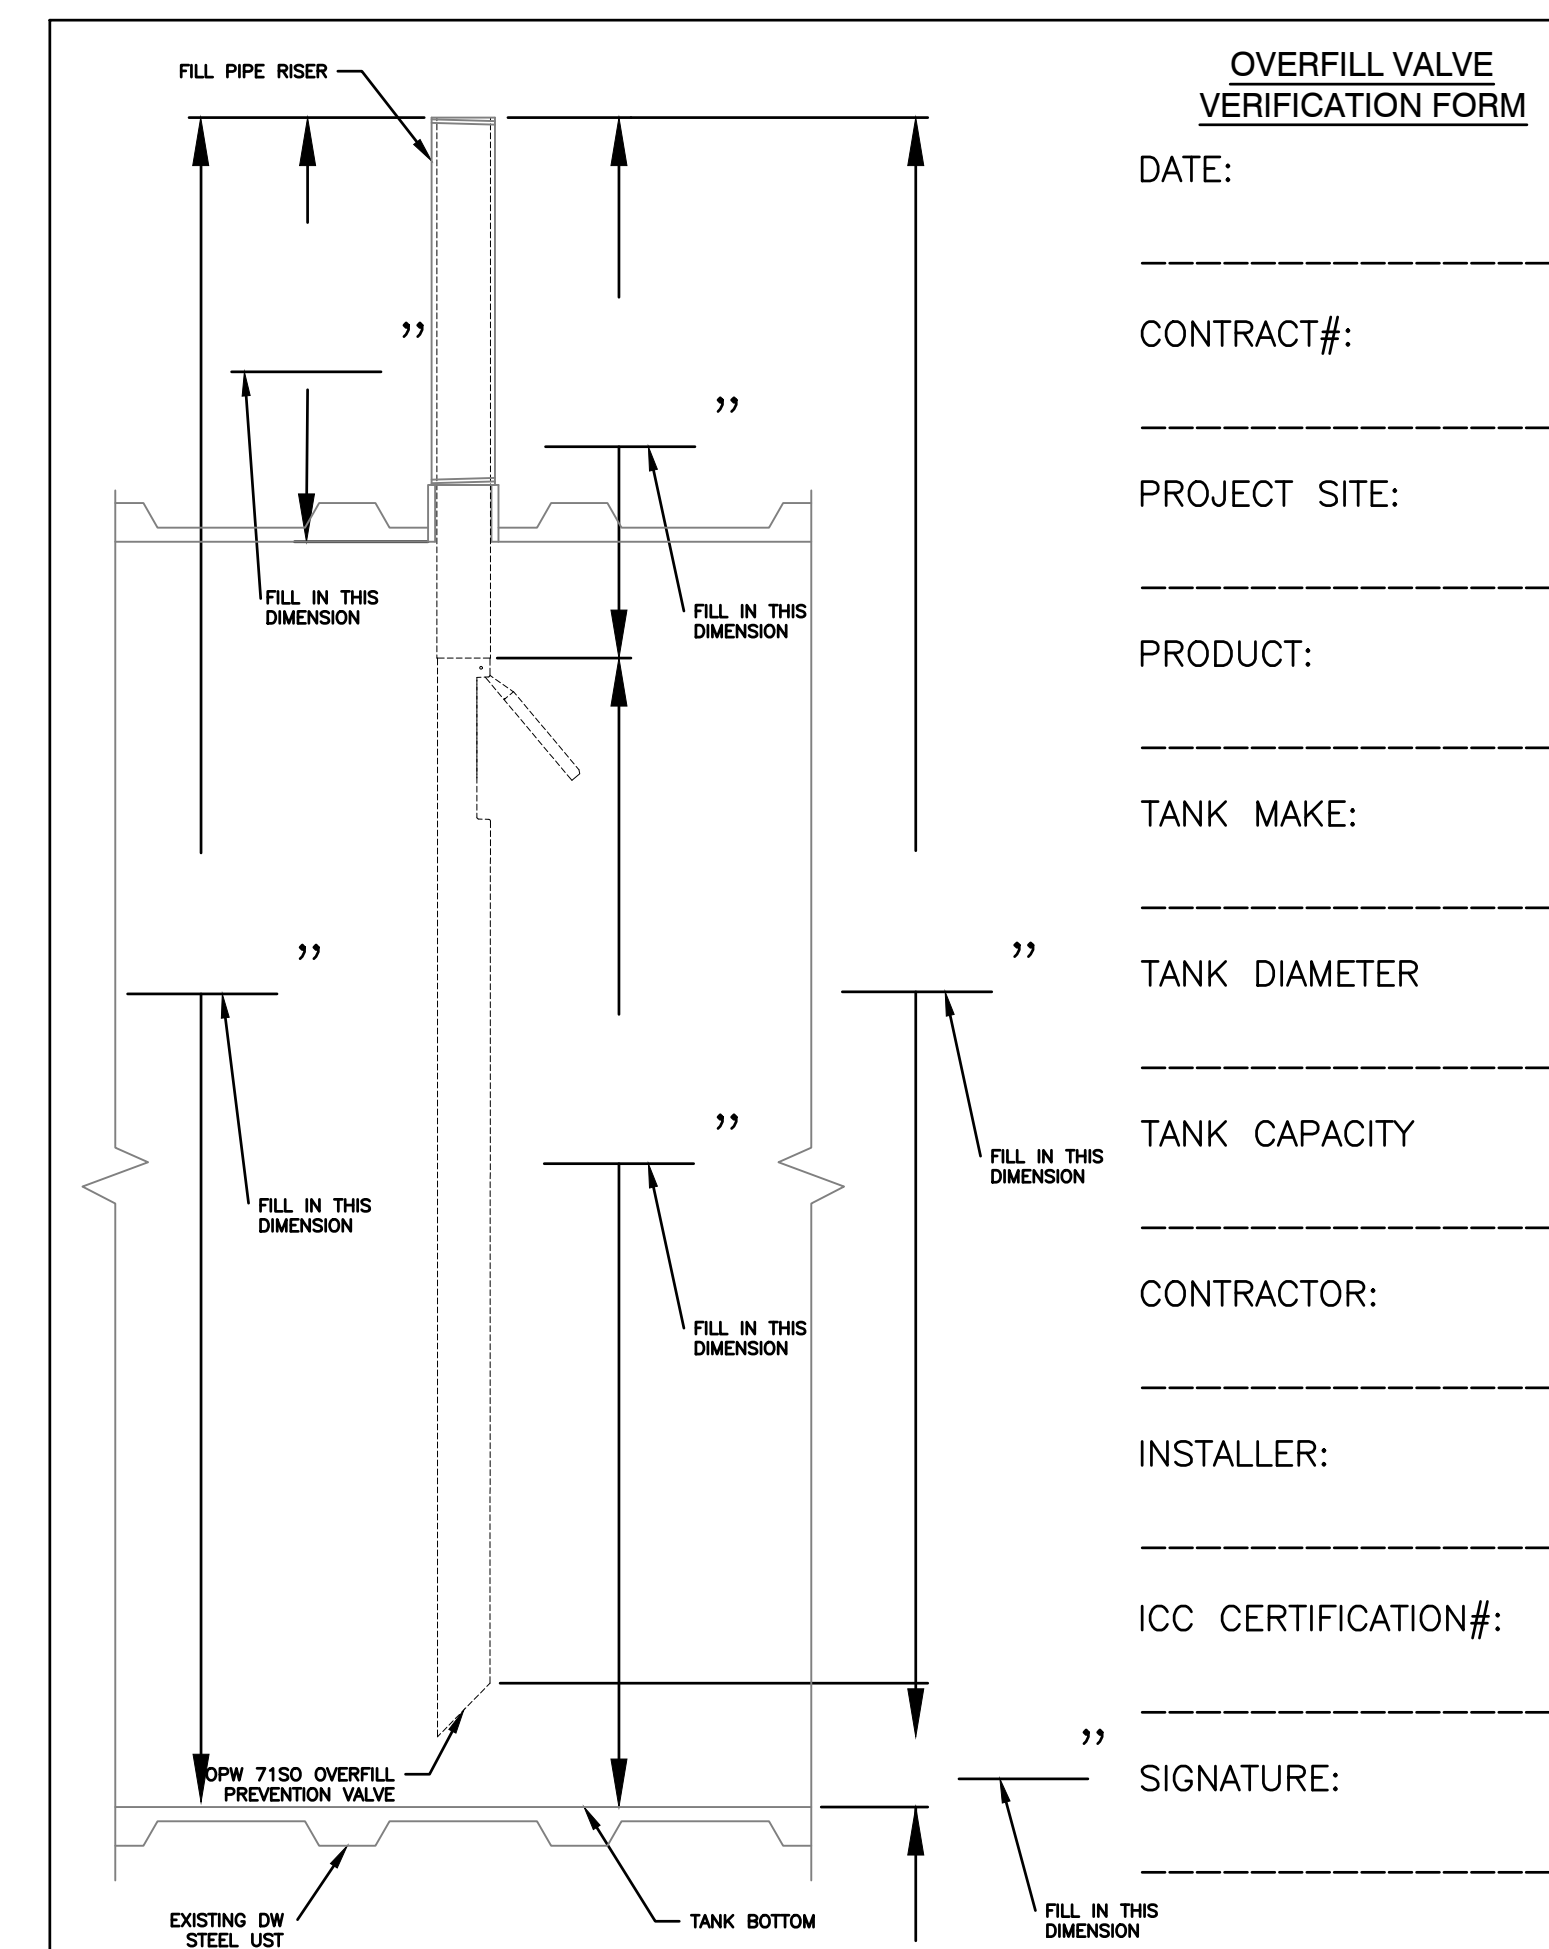 FILL PIPE RISER
OVERFILL VALVE
VERIFICATION FORM
DATE:
”
CONTRACT#:
”
PROJECT SITE:
FILL IN THIS
DIMENSION
FILL IN THIS
DIMENSION
PRODUCT:
TANK MAKE:
”
”
TANK DIAMETER
”
TANK CAPACITY
FILL IN THIS
DIMENSION
FILL IN THIS
DIMENSION
CONTRACTOR:
FILL IN THIS
DIMENSION
INSTALLER:
ICC CERTIFICATION#:
”
OPW 71SO OVERFILL
PREVENTION VALVE
SIGNATURE:
EXISTING DW
STEEL UST
TANK BOTTOM
FILL IN THIS
DIMENSION